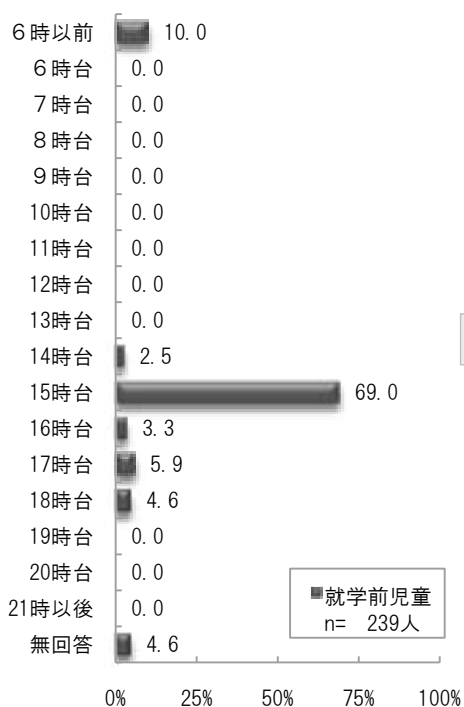 ６時以前 10.0
６時台 0.0
７時台 0.0
８時台 0.0
９時台 0.0
10時台 0.0
11時台 0.0
12時台 0.0
13時台 0.0
14時台 2.5
15時台 69.0
16時台 3.3
17時台 5.9
18時台 4.6
19時台 0.0
20時台 0.0
21時以後 0.0
無回答 4.6
就学前児童
n= 239人
0% 25% 50% 75% 100%